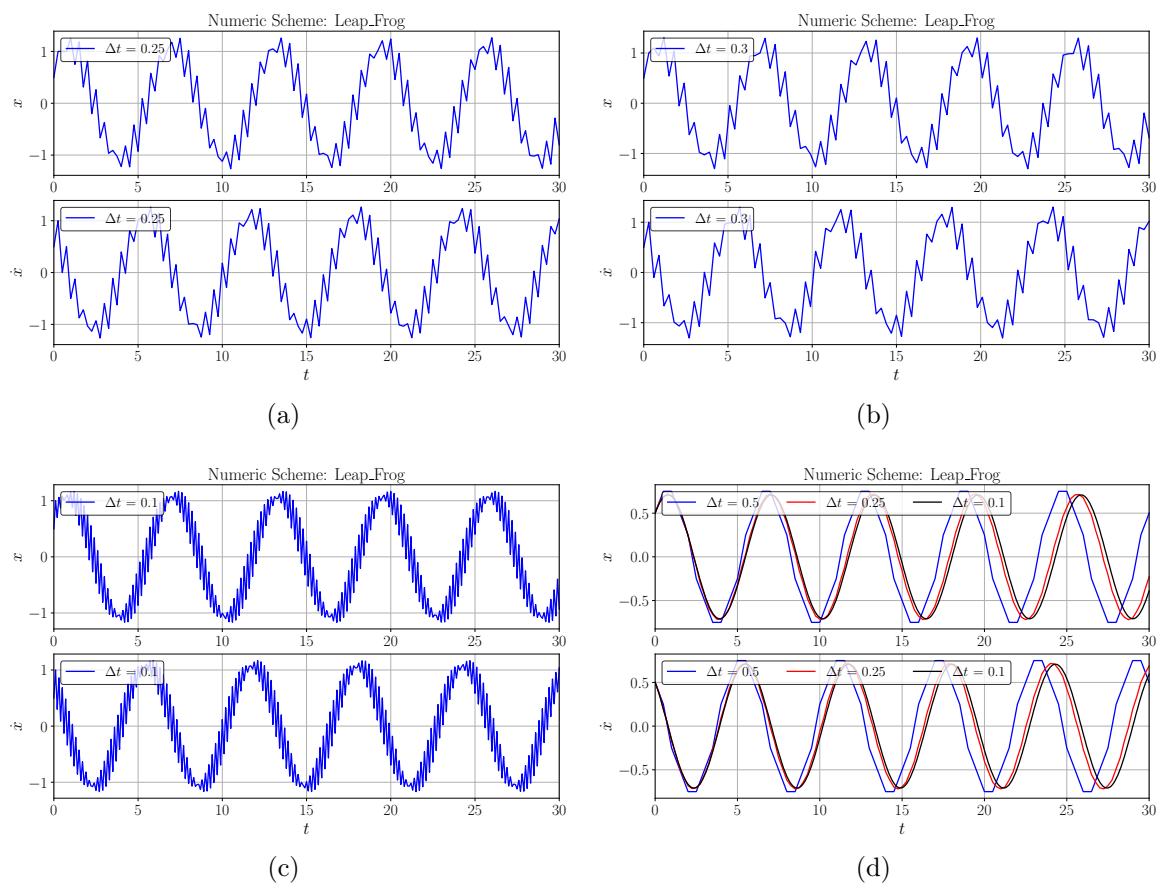 Numeric Scheme: Leap_Frog
Δt = 0.25
1
0
−1
x
0 5 10 15 20 25 30
Δt = 0.25
1
0
−1
ẋ
0 5 10 15 20 25 30
t
(a)
Numeric Scheme: Leap_Frog
Δt = 0.3
1
0
−1
x
0 5 10 15 20 25 30
Δt = 0.3
1
0
−1
ẋ
0 5 10 15 20 25 30
t
(b)
Numeric Scheme: Leap_Frog
Δt = 0.1
1
0
−1
x
0 5 10 15 20 25 30
Δt = 0.1
1
0
−1
ẋ
0 5 10 15 20 25 30
t
(c)
Numeric Scheme: Leap_Frog
Δt = 0.5 Δt = 0.25 Δt = 0.1
0.5
0.0
−0.5
x
0 5 10 15 20 25 30
Δt = 0.5 Δt = 0.25 Δt = 0.1
0.5
0.0
−0.5
ẋ
0 5 10 15 20 25 30
t
(d)